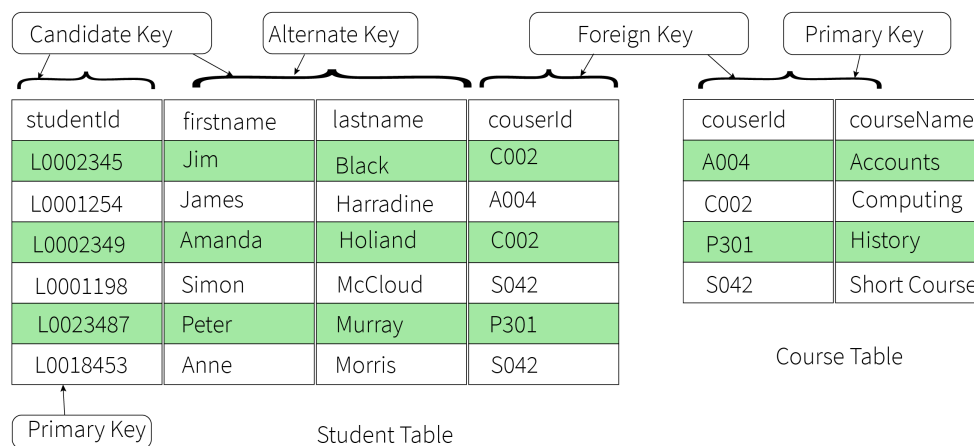 Candidate Key Alternate Key Foreign Key Primary Key
studentId firstname lastname couserId couserId courseName
L0002345 Jim Black C002 A004 Accounts
L0001254 James Harradine A004 C002 Computing
L0002349 Amanda Holiand C002 P301 History
L0001198 Simon McCloud S042 S042 Short Course
L0023487 Peter Murray P301
L0018453 Anne Morris S042
Course Table
Primary Key Student Table